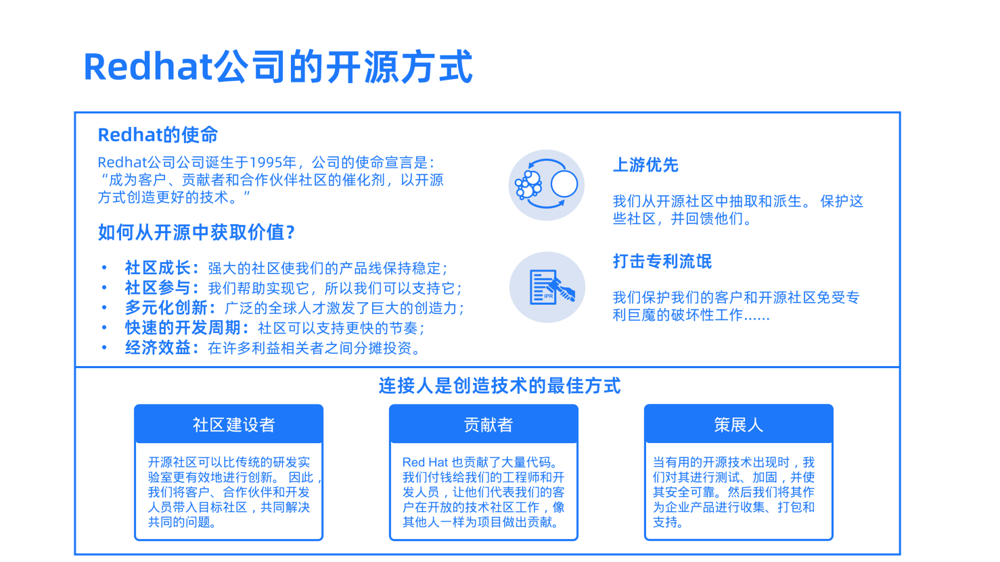 Redhat公司的开源方式
Redhat的使命
Redhat公司公司诞生于1995年，公司的使命宣言是：
“成为客户、贡献者和合作伙伴社区的催化剂，以开源
方式创造更好的技术。”
如何从开源中获取价值？
• 社区成长：强大的社区使我们的产品线保持稳定；
• 社区参与：我们帮助实现它，所以我们可以支持它；
• 多元化创新：广泛的全球人才激发了巨大的创造力；
• 快速的开发周期：社区可以支持更快的节奏；
• 经济效益：在许多利益相关者之间分摊投资。
上游优先
我们从开源社区中抽取和派生。 保护这
些社区，并回馈他们。
IPR
打击专利流氓
我们保护我们的客户和开源社区免受专
利巨魔的破坏性工作......
连接人是创造技术的最佳方式
社区建设者
开源社区可以比传统的研发实
验室更有效地进行创新。 因此，
我们将客户、合作伙伴和开发
人员带入目标社区，共同解决
共同的问题。
贡献者
Red Hat 也贡献了大量代码。
我们付钱给我们的工程师和开
发人员，让他们代表我们的客
户在开放的技术社区工作，像
其他人一样为项目做出贡献。
策展人
当有用的开源技术出现时，我
们对其进行测试、加固，并使
其安全可靠。然后我们将其作
为企业产品进行收集、打包和
支持。